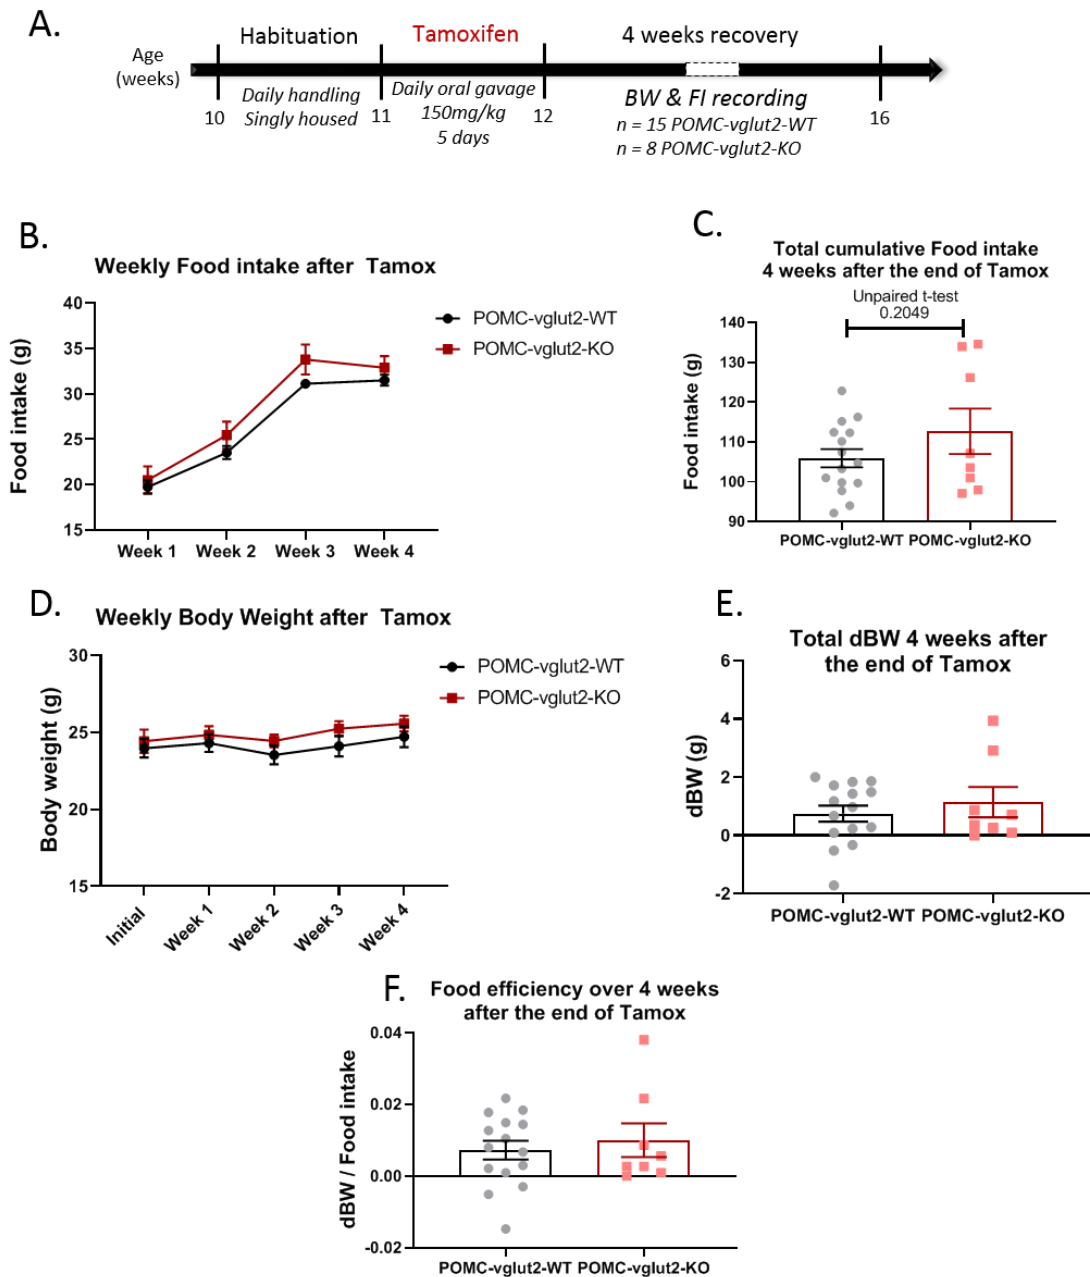 A.
Age
(weeks)
Habituation
Tamoxifen
4 weeks recovery
10
Daily handling
Singly housed
11
Daily oral gavage
150mg/kg
5 days
12
BW & FI recording
n = 15 POMC-vglut2-WT
n = 8 POMC-vglut2-KO
16
B.
Weekly Food intake after Tamox
Food intake (g)
40
35
30
25
20
15
Week 1 Week 2 Week 3 Week 4
POMC-vglut2-WT
POMC-vglut2-KO
C.
Total cumulative Food intake
4 weeks after the end of Tamox
Unpaired t-test
0.2049
Food intake (g)
140
130
120
110
100
90
POMC-vglut2-WT POMC-vglut2-KO
D.
Weekly Body Weight after Tamox
Body weight (g)
30
25
20
15
Initial Week 1 Week 2 Week 3 Week 4
POMC-vglut2-WT
POMC-vglut2-KO
E.
Total dBW 4 weeks after
the end of Tamox
dBW (g)
6
4
2
0
-2
POMC-vglut2-WT POMC-vglut2-KO
F.
Food efficiency over 4 weeks
after the end of Tamox
dBW / Food intake
0.04
0.02
0.00
-0.02
POMC-vglut2-WT POMC-vglut2-KO